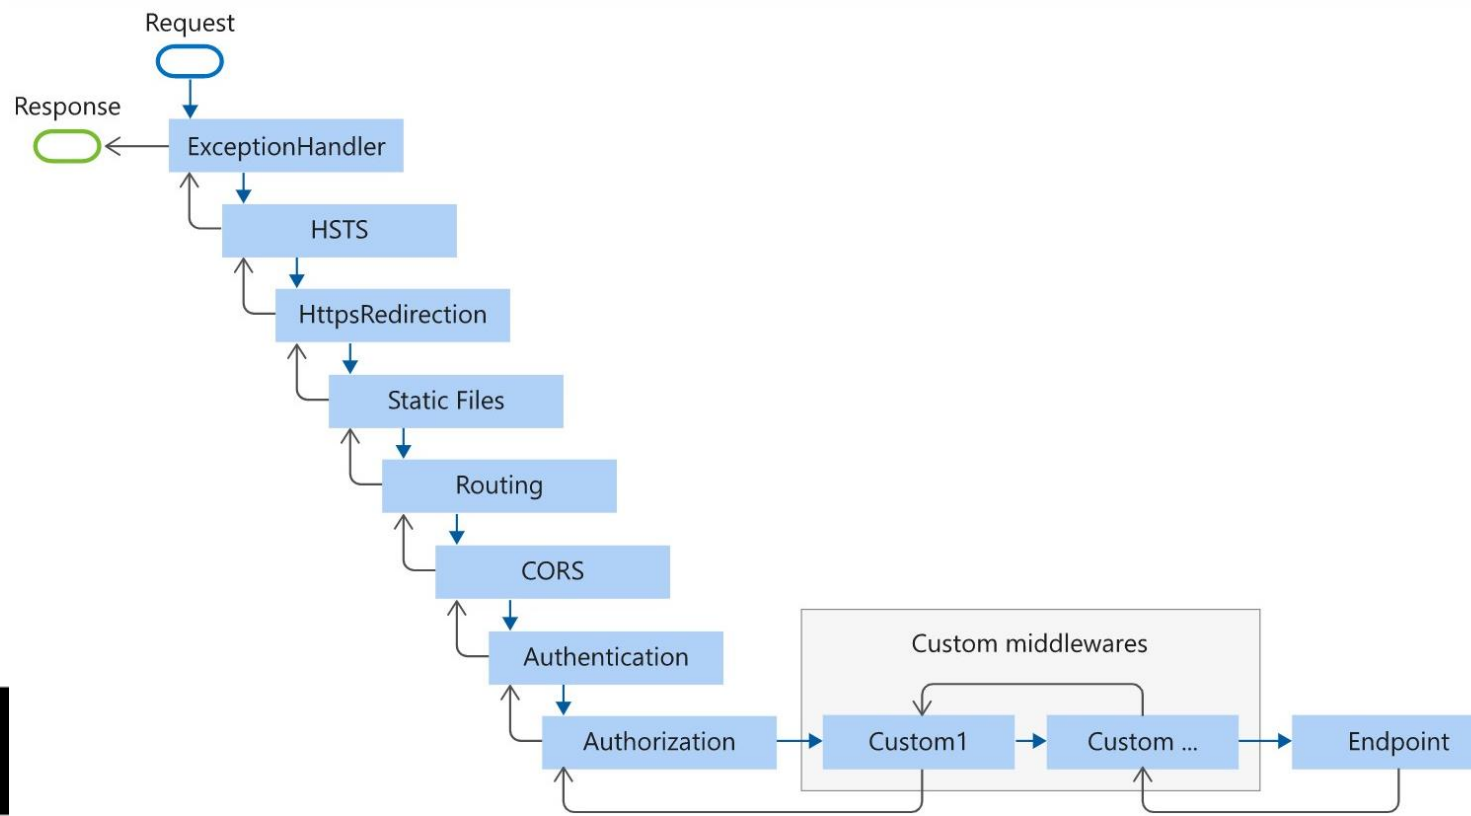 Request
Response
ExceptionHandler
HSTS
HttpsRedirection
Static Files
Routing
CORS
Authentication
Custom middlewares
Authorization
Custom1
Custom ...
Endpoint